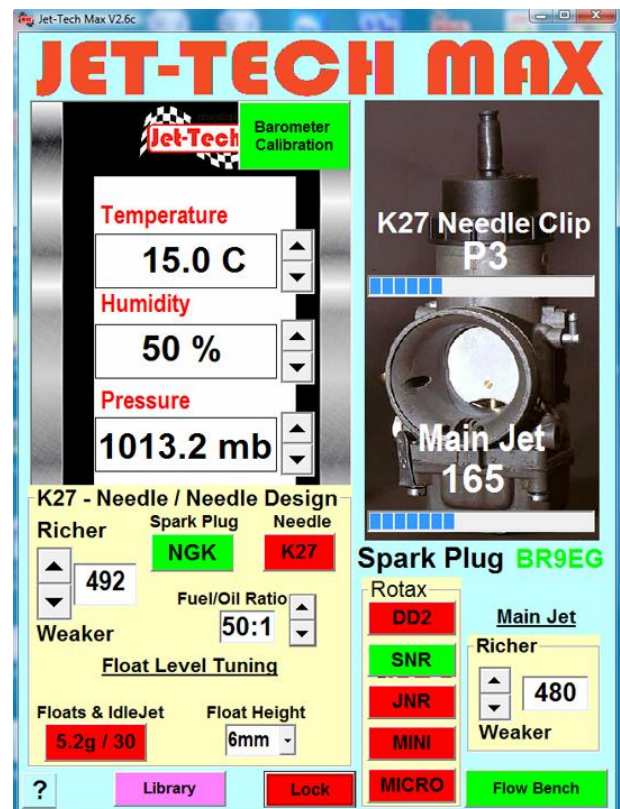 Jet-Tech Max V2.6c
JET-TECH MAX
Jet-Tech
Barometer
Calibration
Temperature
15.0 C
Humidity
50 %
Pressure
1013.2 mb
K27 Needle Clip
P3
Main Jet
165
K27 - Needle / Needle Design
Richer
492
Weaker
Spark Plug
NGK
Needle
K27
Fuel/Oil Ratio
50:1
Float Level Tuning
Floats & IdleJet
5.2g / 30
Float Height
6mm
Spark Plug BR9EG
Rotax
DD2
SNR
JNR
MINI
MICRO
Main Jet
Richer
480
Weaker
?
Library
Lock
Flow Bench